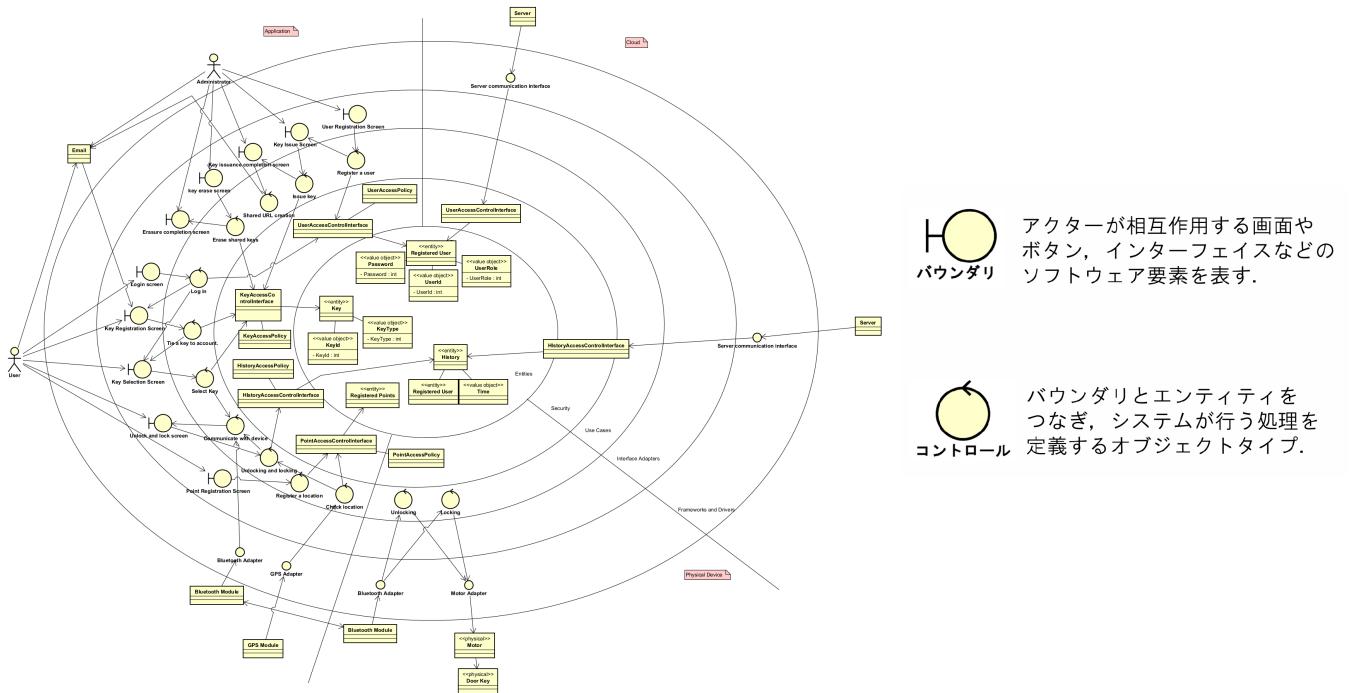 Server
Application
Cloud
Administrator
Server communication interface
User Registration Screen
Key Issue Screen
Email
Key issuance completion screen
Register a user
key erase screen
Issue key
UserAccessPolicy
Shared URL creation
UserAccessControlInterface
Erasure completion screen
Erase shared keys
UserAccessControlInterface
<<entity>>
Registered User
<<value object>>
Password
- Password : int
<<value object>>
UserRole
- UserRole : int
<<value object>>
UserId
- UserId : int
Login screen
Log in
KeyAccessCo
ntrolInterface
<<entity>>
Key
Key Registration Screen
Tie a key to account.
KeyAccessPolicy
<<value object>>
KeyType
- KeyType : int
<<value object>>
KeyId
- KeyId : int
Server
Server communication interface
HistoryAccessControlInterface
<<entity>>
History
User
Key Selection Screen
Select Key
HistoryAccessPolicy
Entities
<<entity>>
Registered User
<<value object>>
Time
HistoryAccessControlInterface
<<entity>>
Registered Points
Security
Unlock and lock screen
Communicate with device
Use Cases
PointAccessControlInterface
PointAccessPolicy
Interface Adapters
Unlocking and locking
Point Registration Screen
Register a location
Check location
Unlocking
Locking
Frameworks and Drivers
Bluetooth Adapter
GPS Adapter
Physical Device
Bluetooth Adapter
Motor Adapter
Bluetooth Module
Bluetooth Module
GPS Module
<<physical>>
Motor
<<physical>>
Door Key
アクターが相互作用する画面や
ボタン，インターフェイスなどの
ソフトウェア要素を表す．
バウンダリ
バウンダリとエンティティを
つなぎ，システムが行う処理を
定義するオブジェクトタイプ．
コントロール